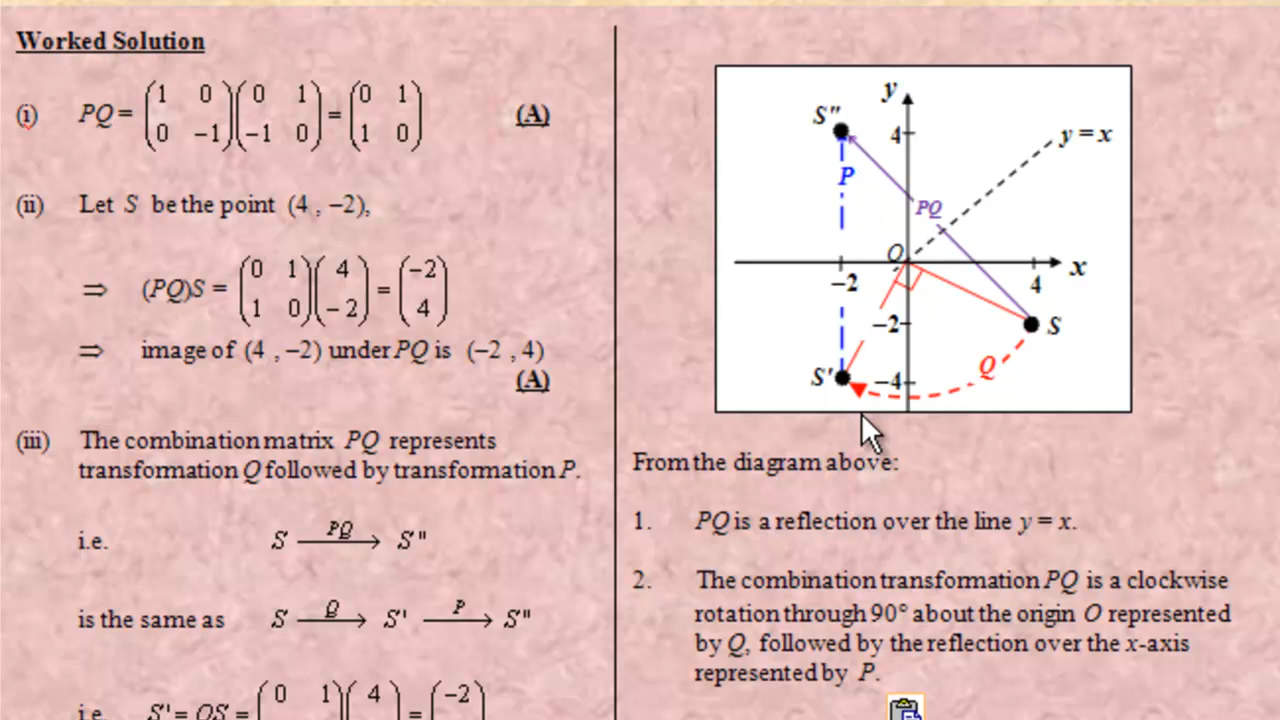 Worked Solution
(i) PQ = (1 0 0 −1)(0 1 −1 0) = (0 1 1 0) (A)
(ii) Let S be the point (4 , −2),
⇒ (PQ)S = (0 1 1 0)(4 −2) = (−2 4)
⇒ image of (4 , −2) under PQ is (−2 , 4)
(A)
(iii) The combination matrix PQ represents
transformation Q followed by transformation P.
i.e. S PQ→ S"
is the same as S Q→ S' P→ S"
i.e. S' = QS = (0 1)(4) = (−2)
y
S"
4
y = x
P
PQ
O
−2
4
x
−2
S
Q
S'
−4
From the diagram above:
1. PQ is a reflection over the line y = x.
2. The combination transformation PQ is a clockwise
rotation through 90° about the origin O represented
by Q, followed by the reflection over the x-axis
represented by P.